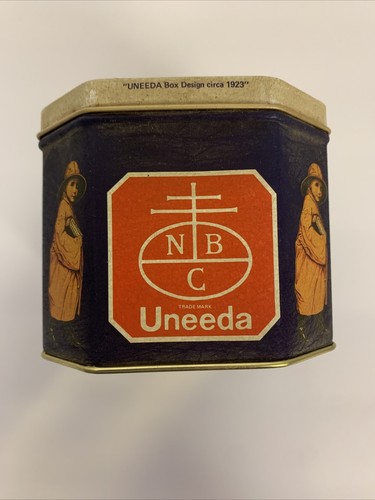 "UNEEDA Box Design circa 1923"
N B
C
TRADE MARK
Uneeda